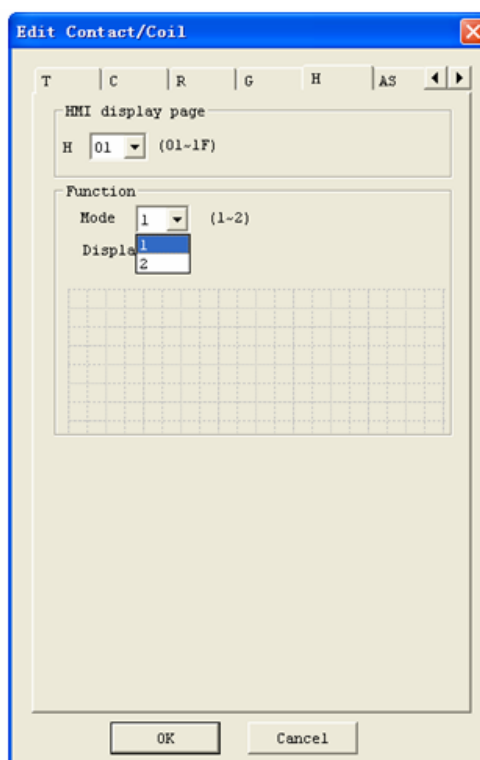 Edit Contact/Coil
T C R G H AS
HMI display page
H 01 (01~1F)
Function
Mode 1 (1~2)
1
Displa
2
OK Cancel